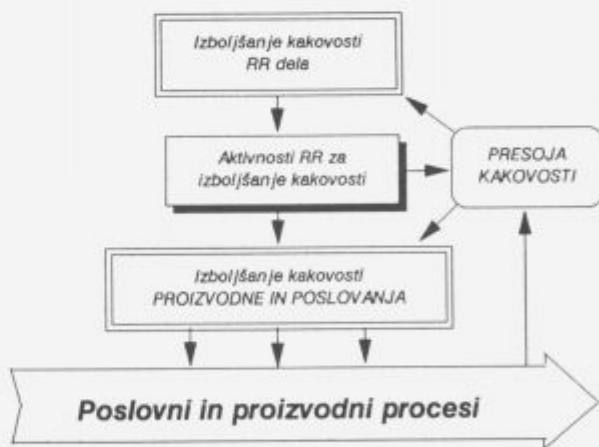 Izboljšanje kakovosti
RR dela
Aktivnosti RR za
izboljšanje kakovosti
PRESOJA
KAKOVOSTI
Izboljšanje kakovosti
PROIZVODNE IN POSLOVANJA
Poslovni in proizvodni procesi